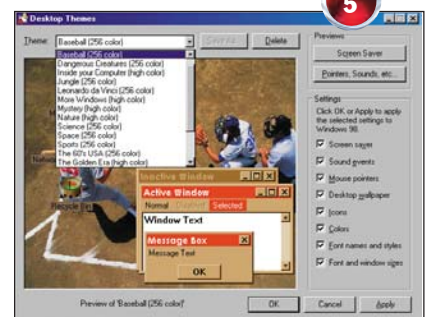 5
Desktop Themes
Theme: Baseball (256 color)
Save As...
Delete
Baseball (256 color)
Dangerous Creatures (256 color)
Inside your Computer (high color)
Jungle (256 color)
Leonardo da Vinci (256 color)
More Windows (high color)
Mystery (high color)
Nature (high color)
Science (256 color)
Space (256 color)
Sports (256 color)
The 60's USA (256 color)
The Golden Era (high color)
Recycle Bin
Inactive Window
Active Window
Normal Disabled Selected
Window Text
Message Box
Message Text
OK
Preview of 'Baseball (256 color)'
Previews
Screen Saver
Pointers, Sounds, etc...
Settings
Click OK or Apply to apply
the selected settings to
Windows 98.
Screen saver
Sound events
Mouse pointers
Desktop wallpaper
Icons
Colors
Font names and styles
Font and window sizes
OK
Cancel
Apply